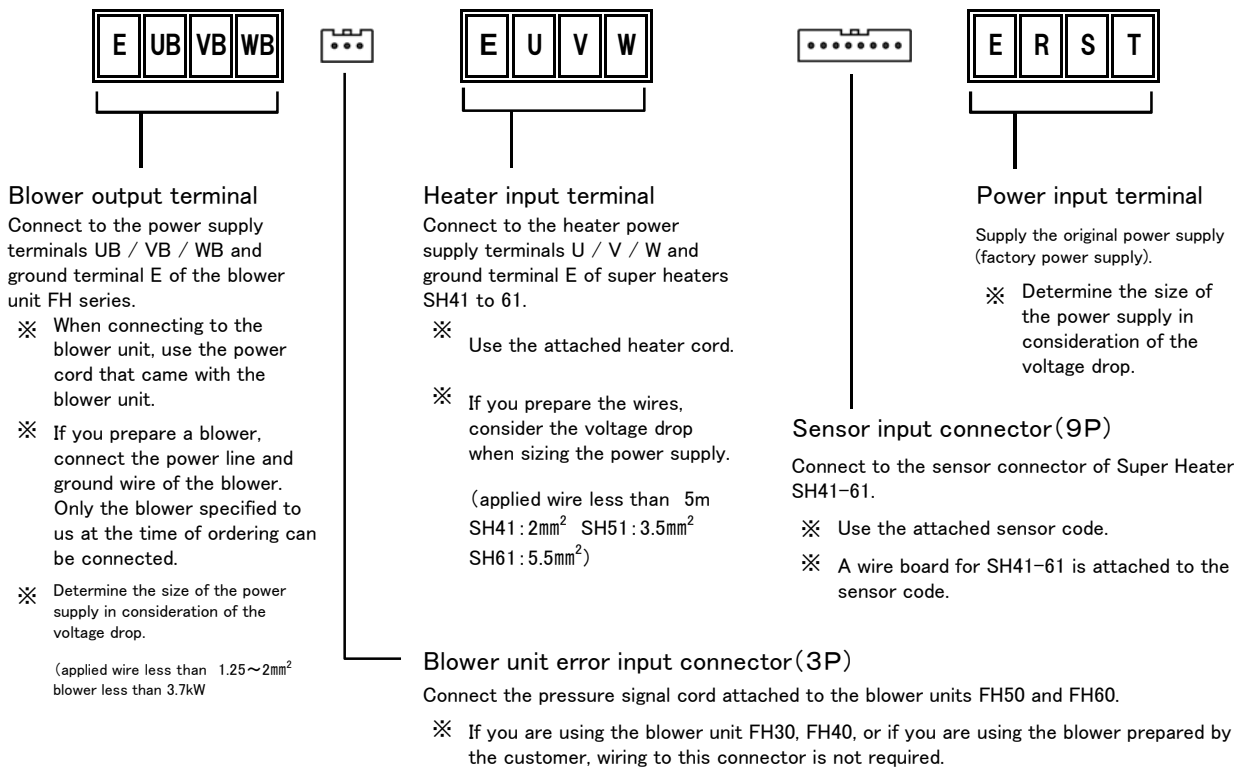 E UB VB WB
E U V W
E R S T
Blower output terminal
Connect to the power supply
terminals UB / VB / WB and
ground terminal E of the blower
unit FH series.
※ When connecting to the
blower unit, use the power
cord that came with the
blower unit.
※ If you prepare a blower,
connect the power line and
ground wire of the blower.
Only the blower specified to
us at the time of ordering can
be connected.
※ Determine the size of the power
supply in consideration of the
voltage drop.
(applied wire less than 1.25～2mm²
blower less than 3.7kW
Heater input terminal
Connect to the heater power
supply terminals U / V / W and
ground terminal E of super heaters
SH41 to 61.
※ Use the attached heater cord.
※ If you prepare the wires,
consider the voltage drop
when sizing the power supply.
(applied wire less than 5m
SH41：2mm² SH51：3.5mm²
SH61：5.5mm²)
Power input terminal
Supply the original power supply
(factory power supply).
※ Determine the size of
the power supply in
consideration of the
voltage drop.
Sensor input connector（9P）
Connect to the sensor connector of Super Heater
SH41-61.
※ Use the attached sensor code.
※ A wire board for SH41-61 is attached to the
sensor code.
Blower unit error input connector（3P）
Connect the pressure signal cord attached to the blower units FH50 and FH60.
※ If you are using the blower unit FH30, FH40, or if you are using the blower prepared by
the customer, wiring to this connector is not required.